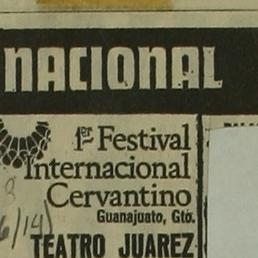 NACIONAL
1er Festival
Internacional
Cervantino
Guanajuato, Gto.
TEATRO JUAREZ